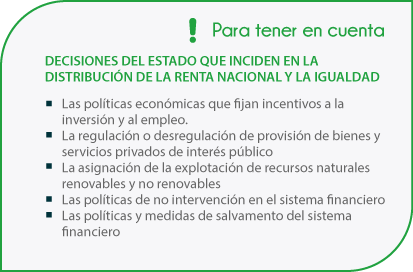 ! Para tener en cuenta
DECISIONES DEL ESTADO QUE INCIDEN EN LA
DISTRIBUCIÓN DE LA RENTA NACIONAL Y LA IGUALDAD
▪ Las políticas económicas que fijan incentivos a la
inversión y al empleo.
▪ La regulación o desregulación de provisión de bienes y
servicios privados de interés público
▪ La asignación de la explotación de recursos naturales
renovables y no renovables
▪ Las políticas de no intervención en el sistema financiero
▪ Las políticas y medidas de salvamento del sistema
financiero